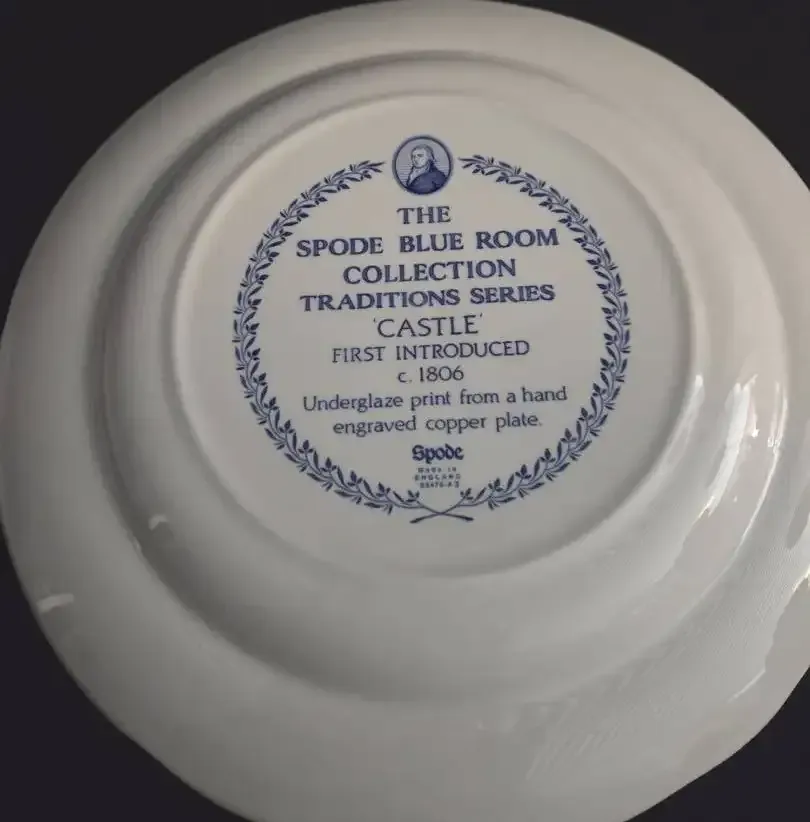 THE
SPODE BLUE ROOM
COLLECTION
TRADITIONS SERIES
'CASTLE'
FIRST INTRODUCED
c. 1806
Underglaze print from a hand
engraved copper plate.
Spode
MADE IN
ENGLAND